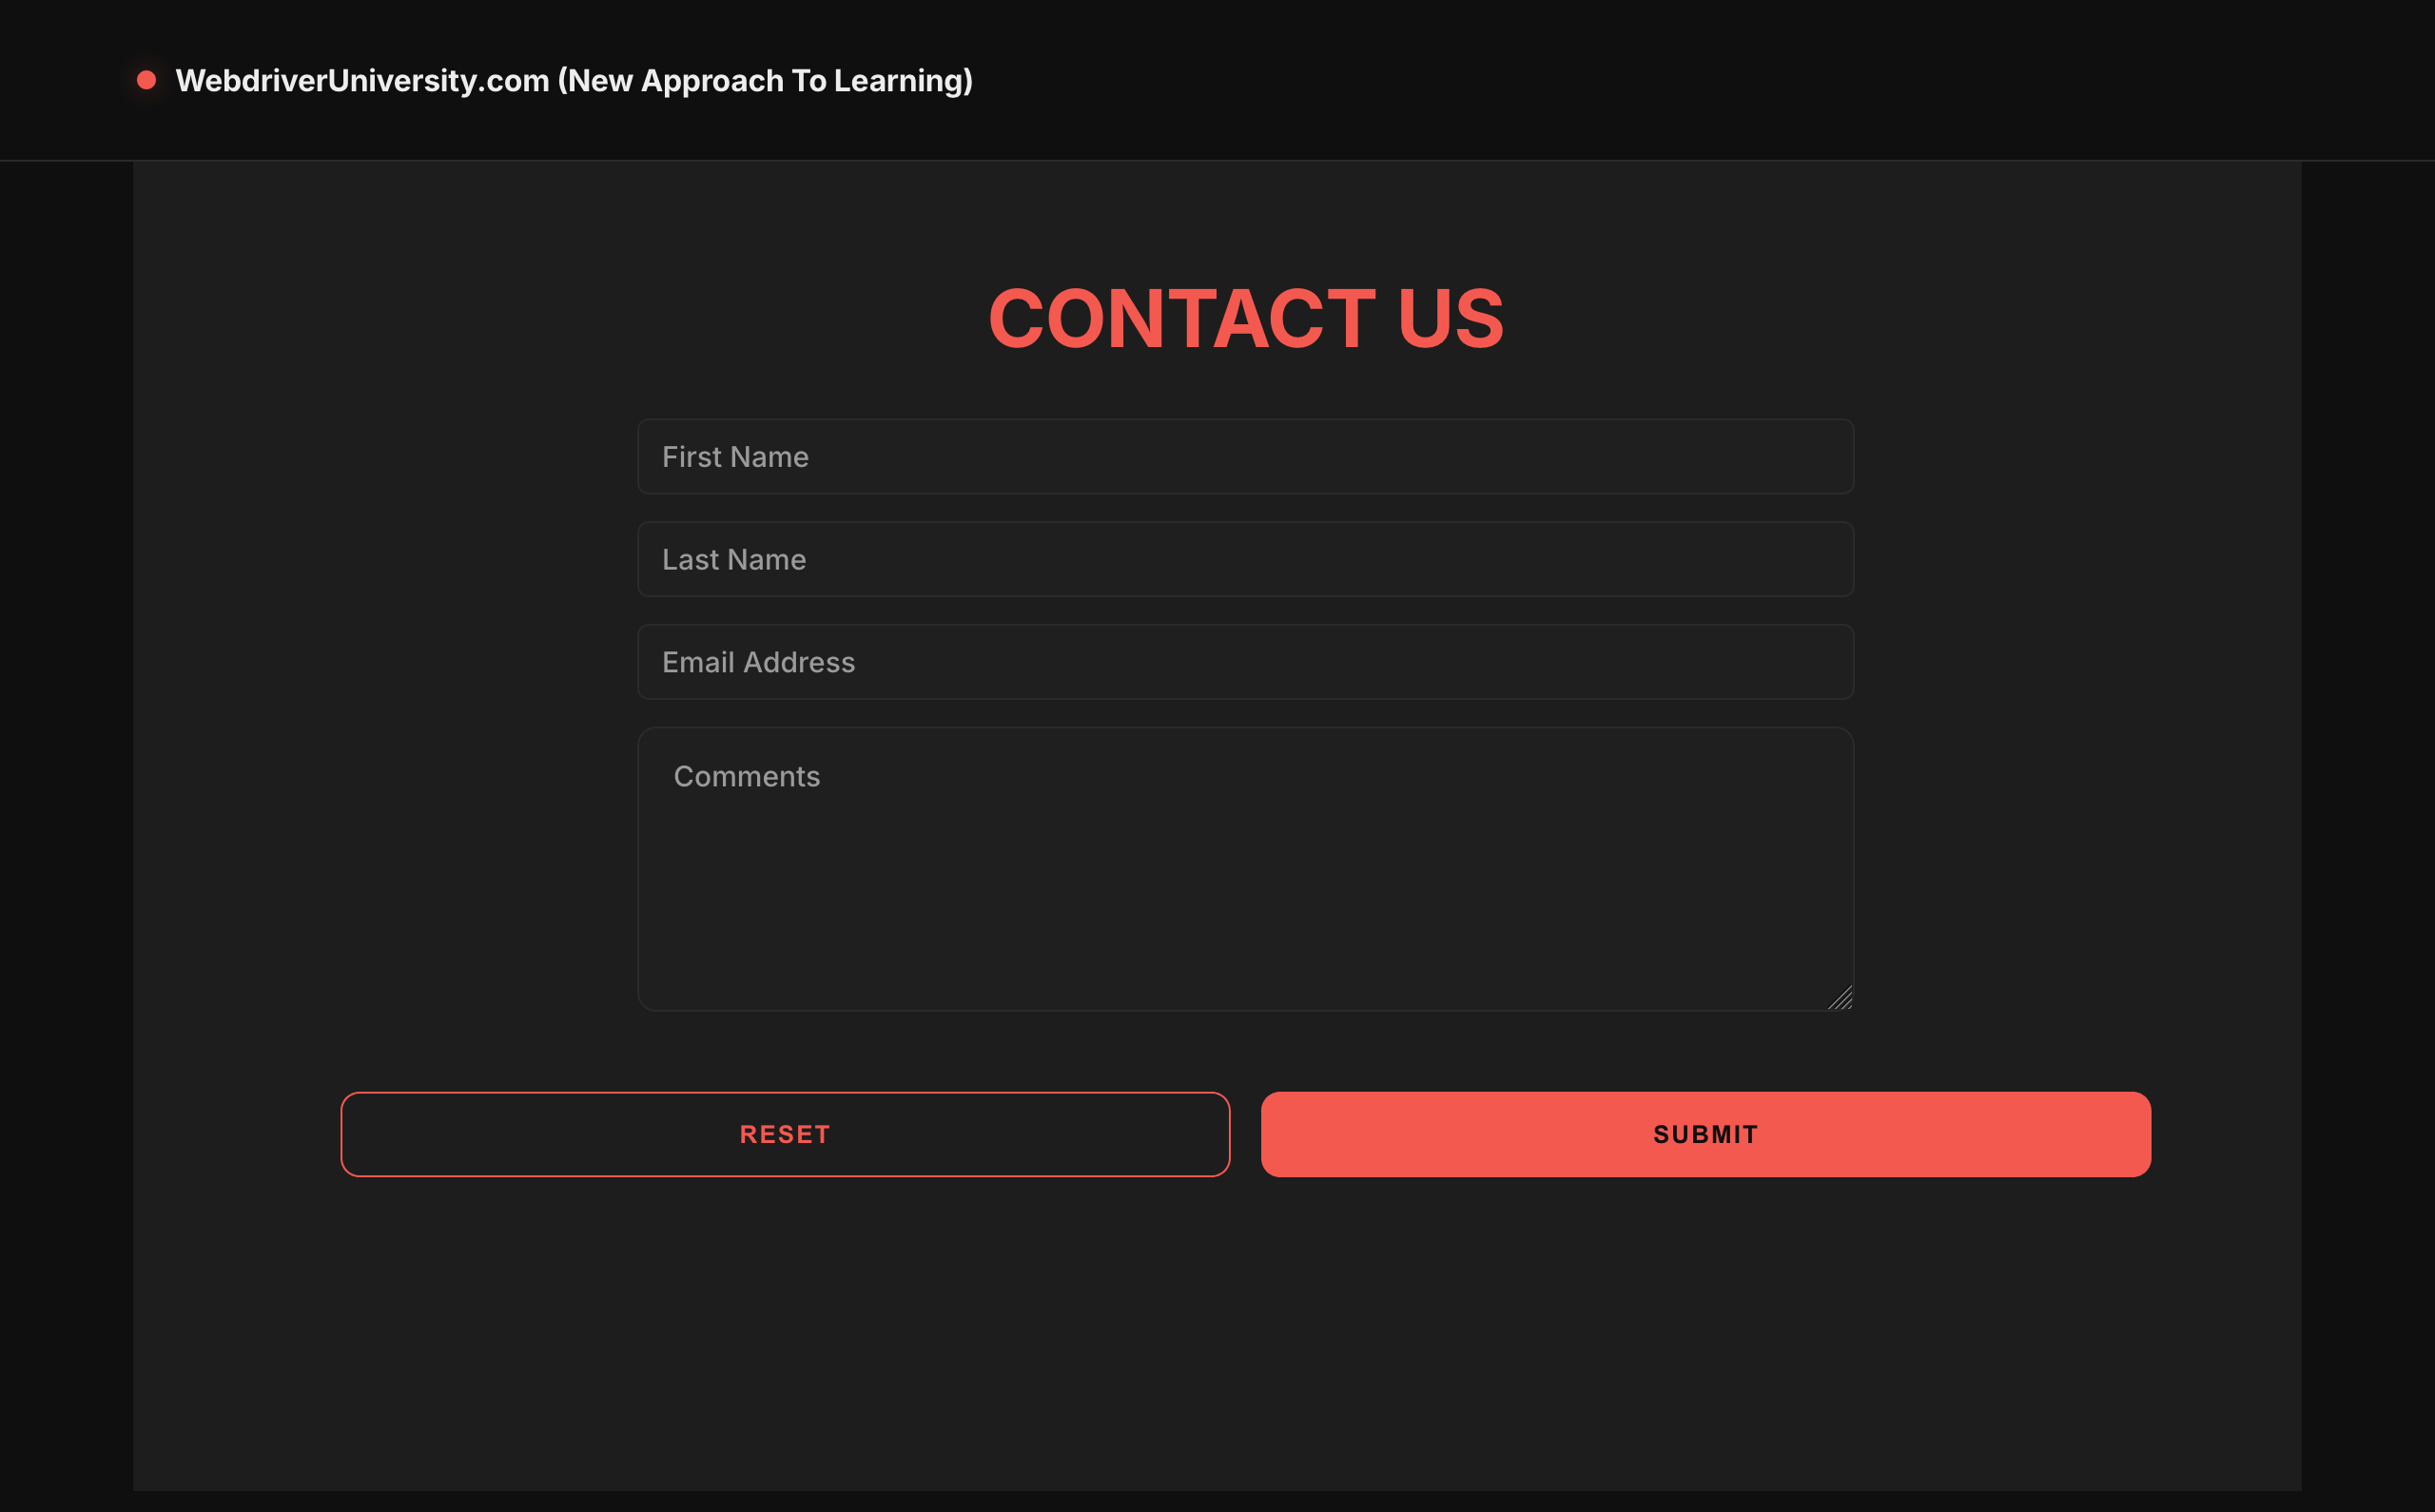 WebdriverUniversity.com (New Approach To Learning)
CONTACT US
First Name
Last Name
Email Address
Comments
RESET
SUBMIT